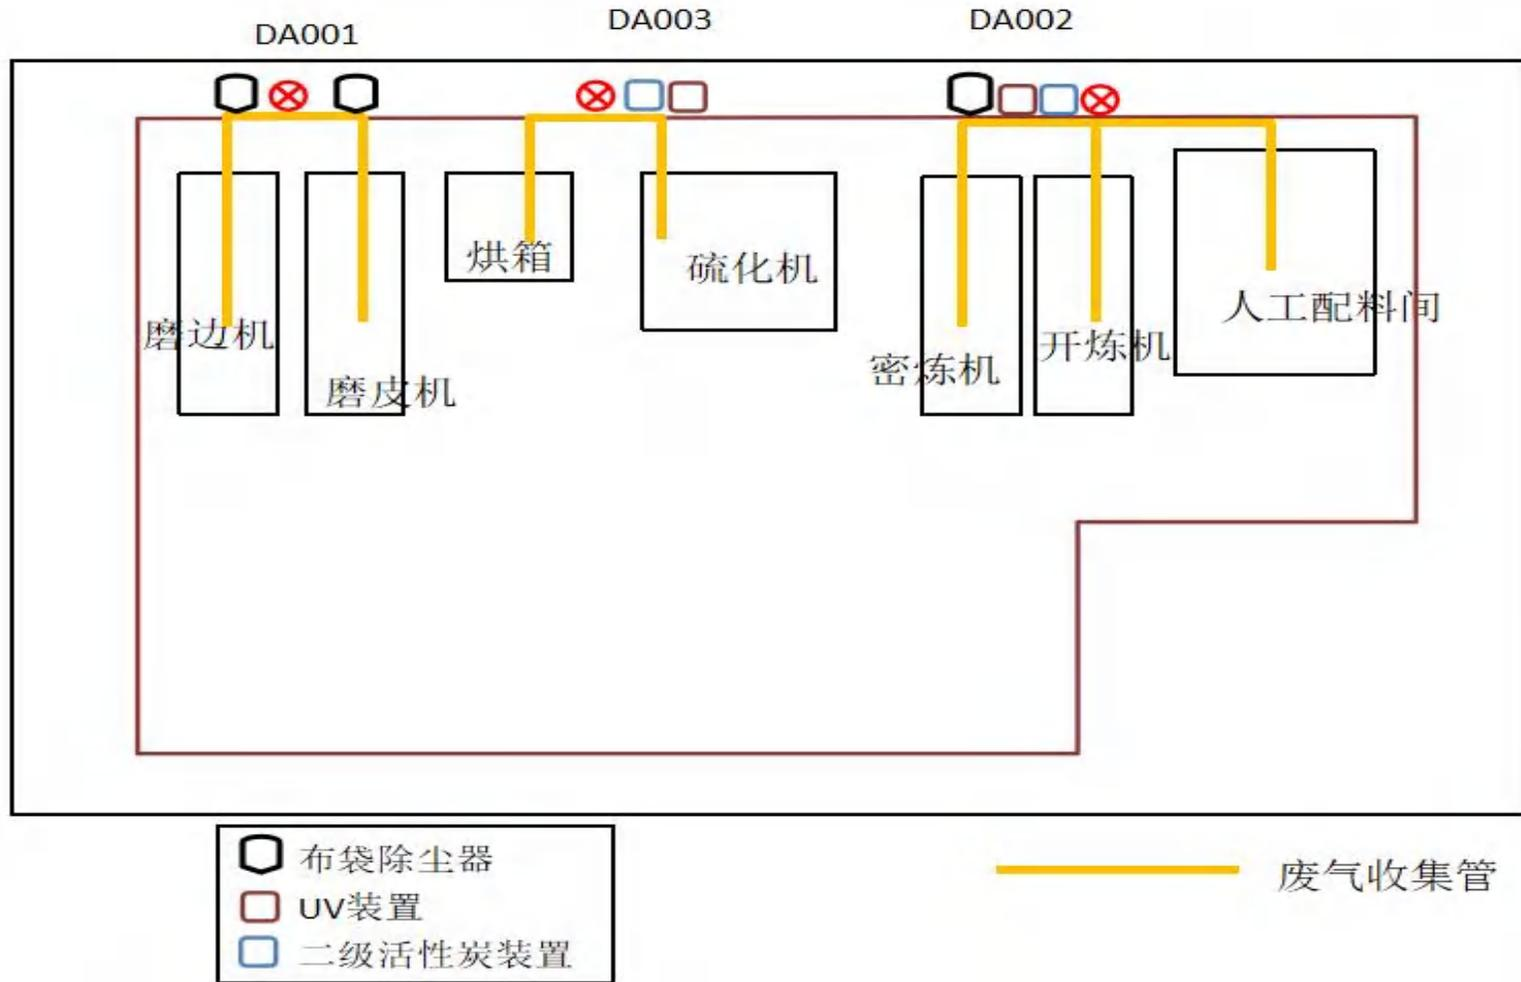 DA001
DA003
DA002
烘箱
硫化机
磨边机
磨皮机
密炼机
开炼机
人工配料间
布袋除尘器
UV装置
二级活性炭装置
废气收集管